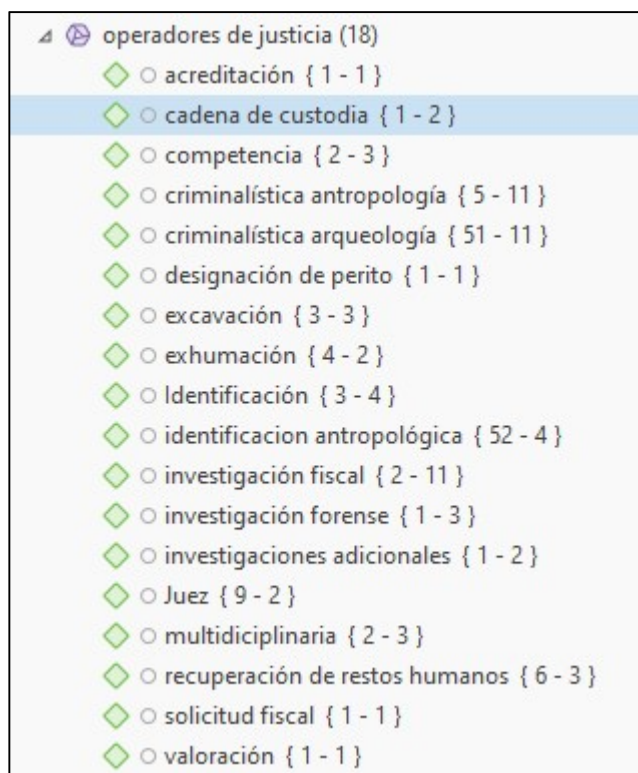 operadores de justicia (18)
acreditación { 1 - 1 }
cadena de custodia { 1 - 2 }
competencia { 2 - 3 }
criminalística antropología { 5 - 11 }
criminalística arqueología { 51 - 11 }
designación de perito { 1 - 1 }
excavación { 3 - 3 }
exhumación { 4 - 2 }
Identificación { 3 - 4 }
identificacion antropológica { 52 - 4 }
investigación fiscal { 2 - 11 }
investigación forense { 1 - 3 }
investigaciones adicionales { 1 - 2 }
Juez { 9 - 2 }
multidiciplinaria { 2 - 3 }
recuperación de restos humanos { 6 - 3 }
solicitud fiscal { 1 - 1 }
valoración { 1 - 1 }